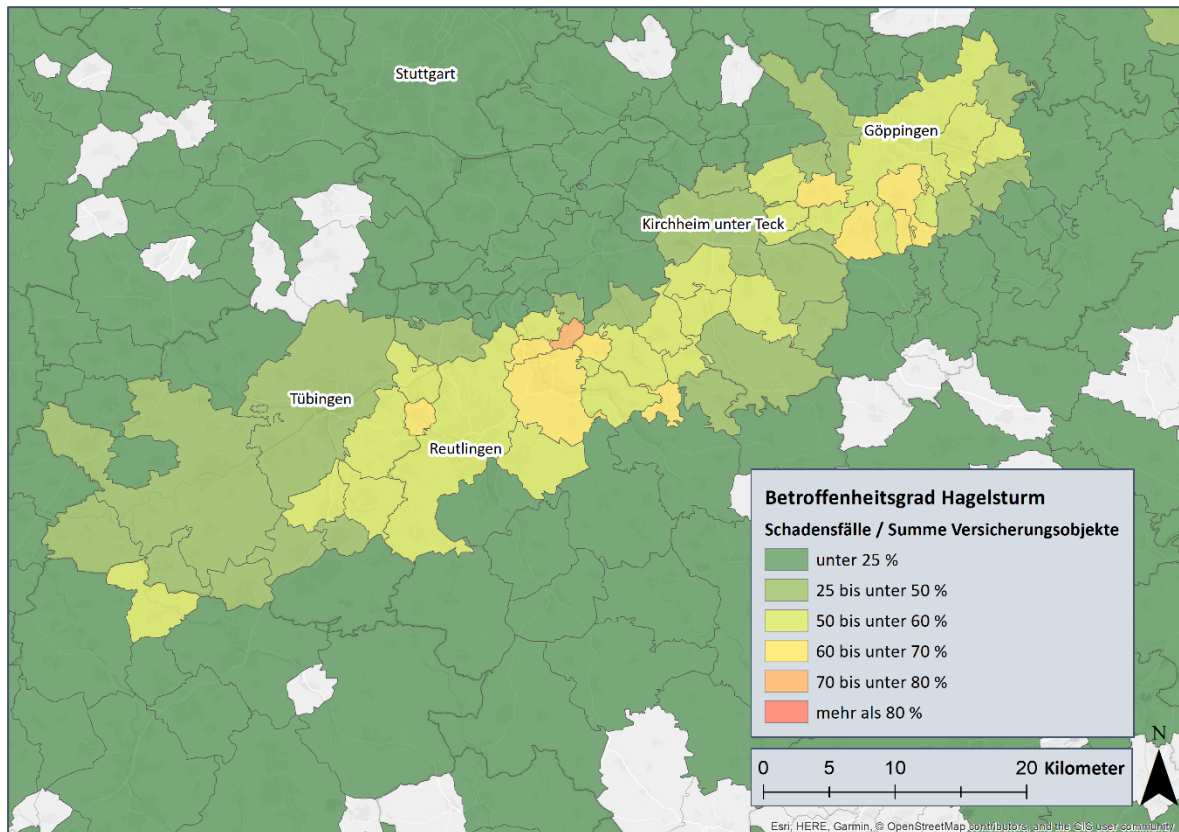 Stuttgart
Göppingen
Kirchheim unter Teck
Tübingen
Reutlingen
Betroffenheitsgrad Hagelsturm
Schadensfälle / Summe Versicherungsobjekte
unter 25 %
25 bis unter 50 %
50 bis unter 60 %
60 bis unter 70 %
70 bis unter 80 %
mehr als 80 %
N
0 5 10 20 Kilometer
Esri, HERE, Garmin, © OpenStreetMap contributors, and the GIS user community